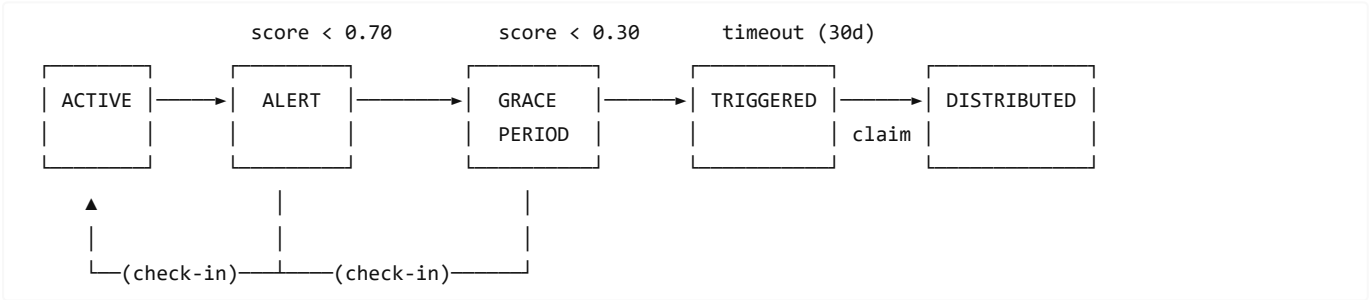 score < 0.70 score < 0.30 timeout (30d)
ACTIVE ALERT GRACE TRIGGERED DISTRIBUTED
PERIOD claim
(check-in) (check-in)